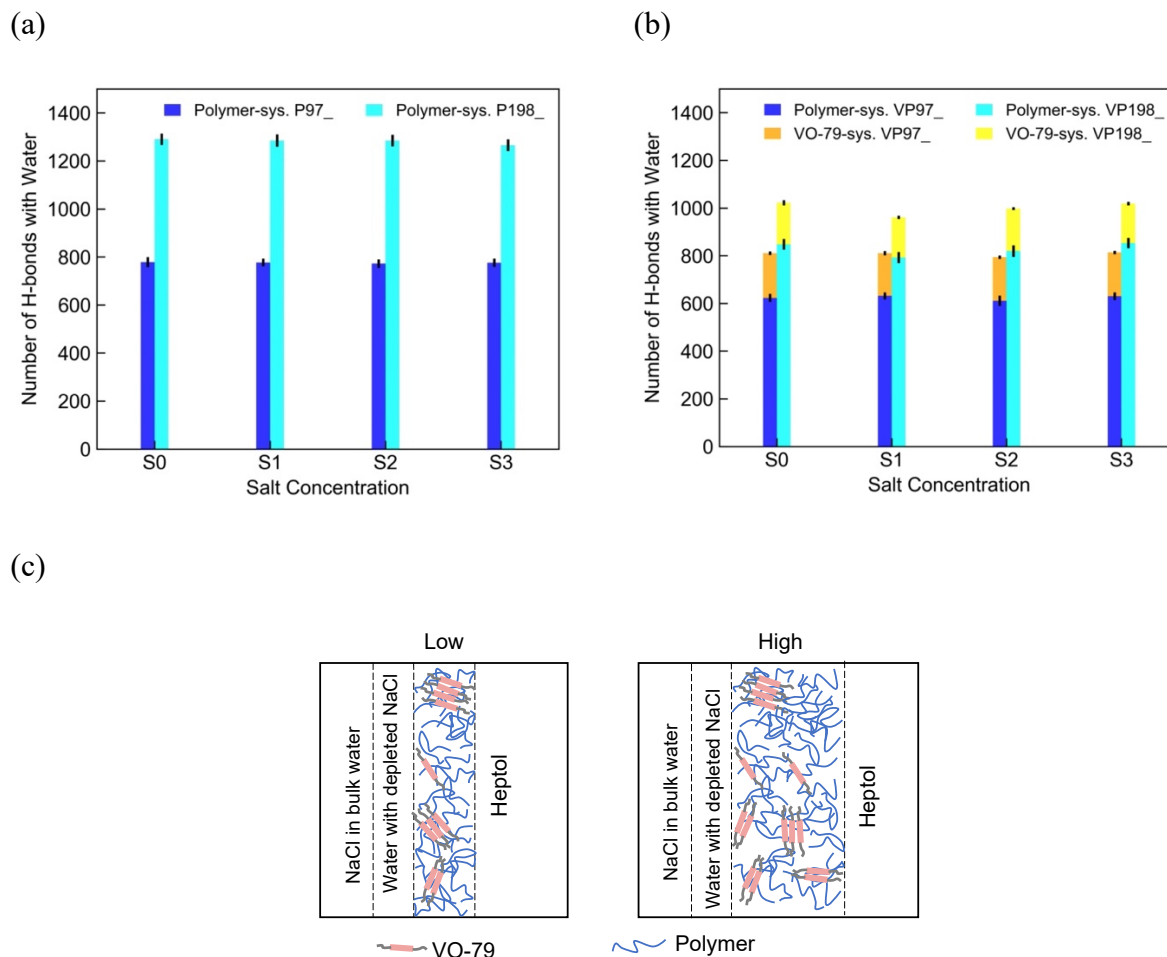 (a)
(b)
Polymer-sys. P97_
Polymer-sys. P198_
1400
1200
1000
800
600
400
200
0
Number of H-bonds with Water
S0
S1
S2
S3
Salt Concentration
Polymer-sys. VP97_
Polymer-sys. VP198_
VO-79-sys. VP97_
VO-79-sys. VP198_
1400
1200
1000
800
600
400
200
0
Number of H-bonds with Water
S0
S1
S2
S3
Salt Concentration
(c)
Low
High
NaCl in bulk water
Water with depleted NaCl
Heptol
NaCl in bulk water
Water with depleted NaCl
Heptol
VO-79
Polymer